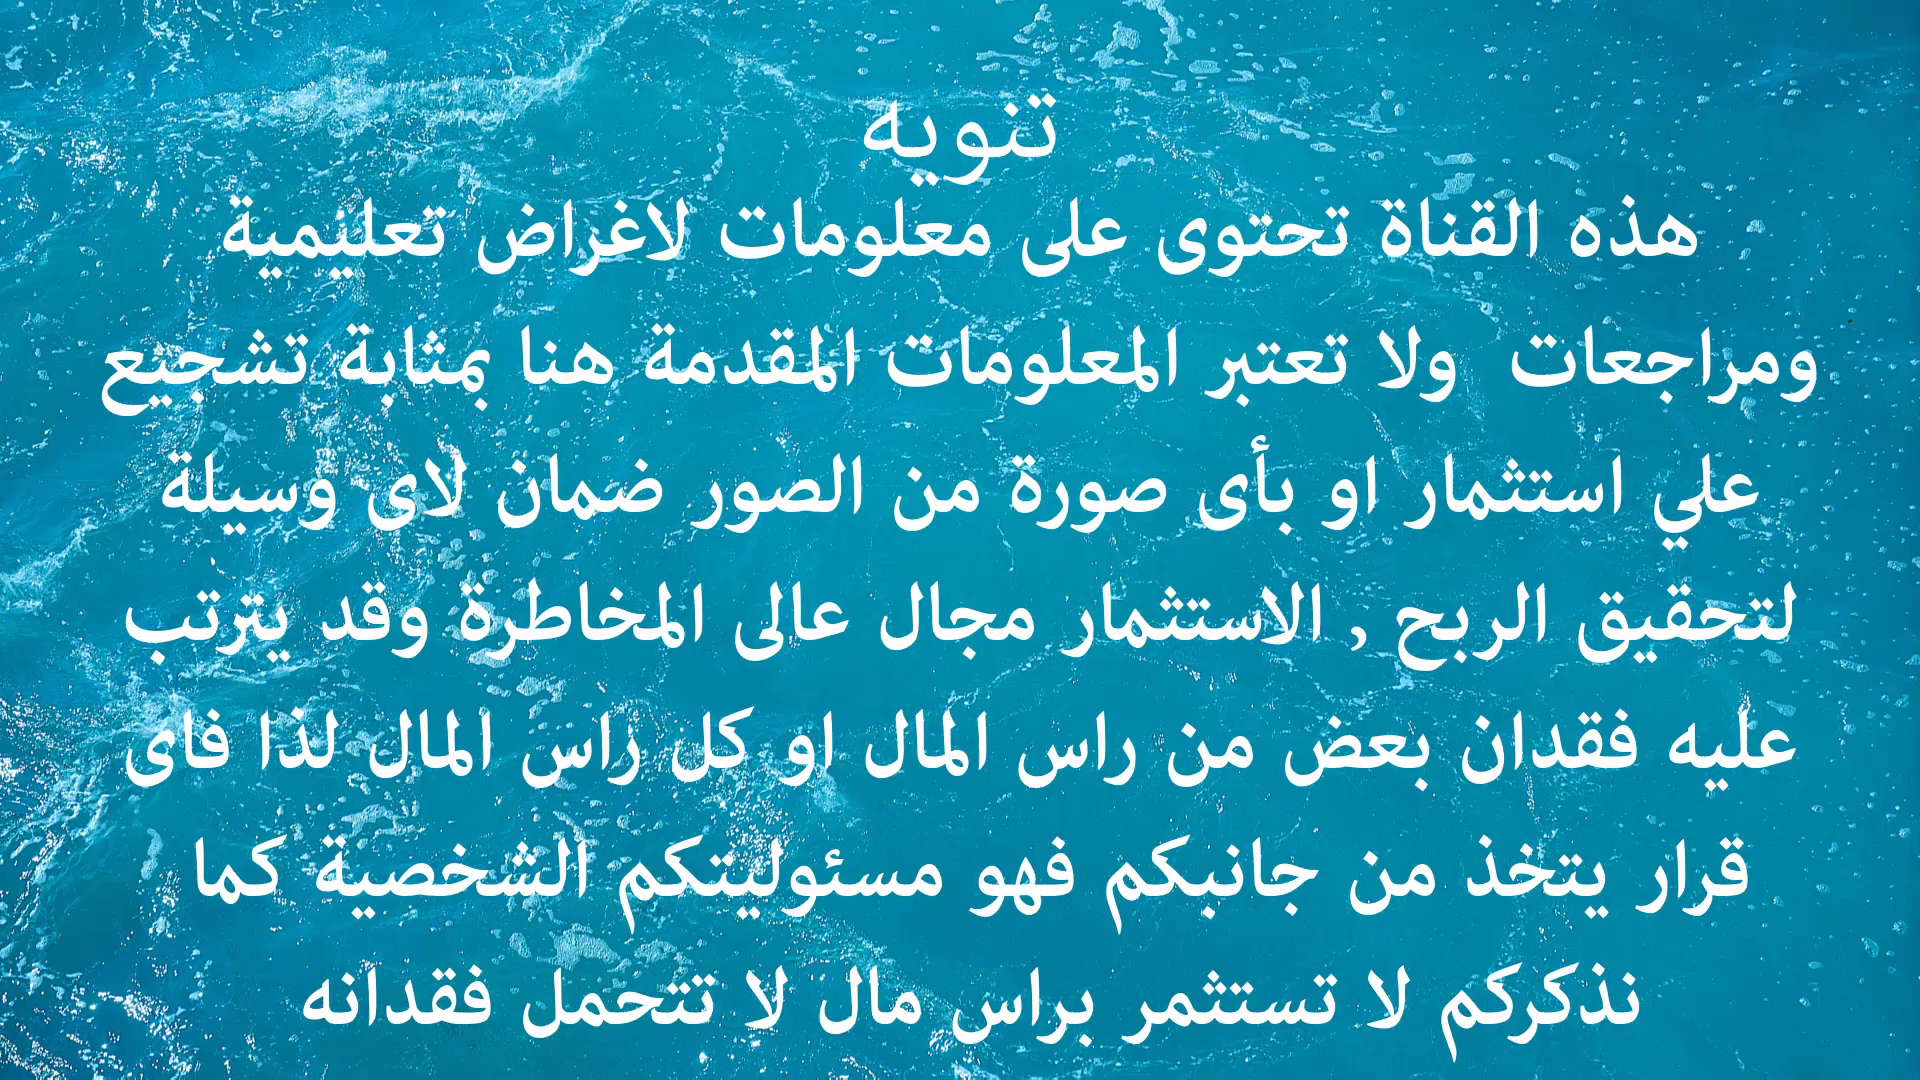 تنويه
هذه القناة تحتوى على معلومات لاغراض تعليمية
ومراجعات ولا تعتبر المعلومات المقدمة هنا بمثابة تشجيع
علي استثمار او بأى صورة من الصور ضمان لاى وسيلة
لتحقيق الربح , الاستثمار مجال عالى المخاطرة وقد يترتب
عليه فقدان بعض من راس المال او كل راس المال لذا فاى
قرار يتخذ من جانبكم فهو مسئوليتكم الشخصية كما
نذكركم لا تستثمر براس مال لا تتحمل فقدانه